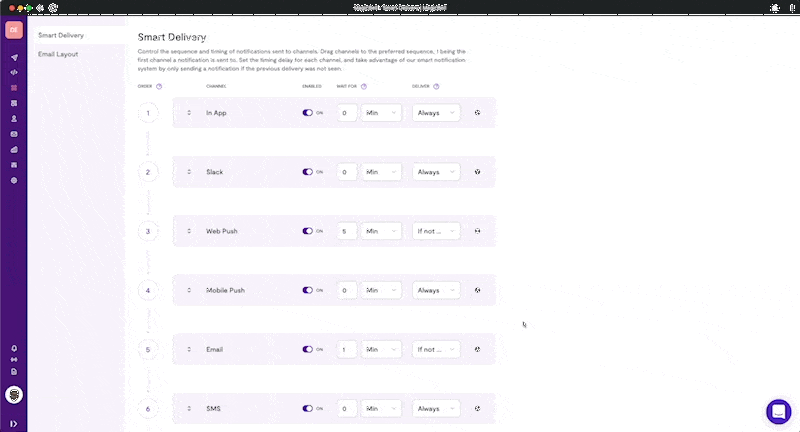 DE
Smart Delivery
Email Layout
Smart Delivery
Control the sequence and timing of notifications sent to channels. Drag channels to the preferred sequence, 1 being the
first channel a notification is sent to. Set the timing delay for each channel, and take advantage of our smart notification
system by only sending a notification if the previous delivery was not seen.
ORDER ? CHANNEL ENABLED WAIT FOR ? DELIVER ?
1 In App ON 0 Min Always
2 Slack ON 0 Min Always
3 Web Push ON 5 Min If not ...
4 Mobile Push ON 0 Min Always
5 Email ON 1 Min If not ...
6 SMS ON 0 Min Always